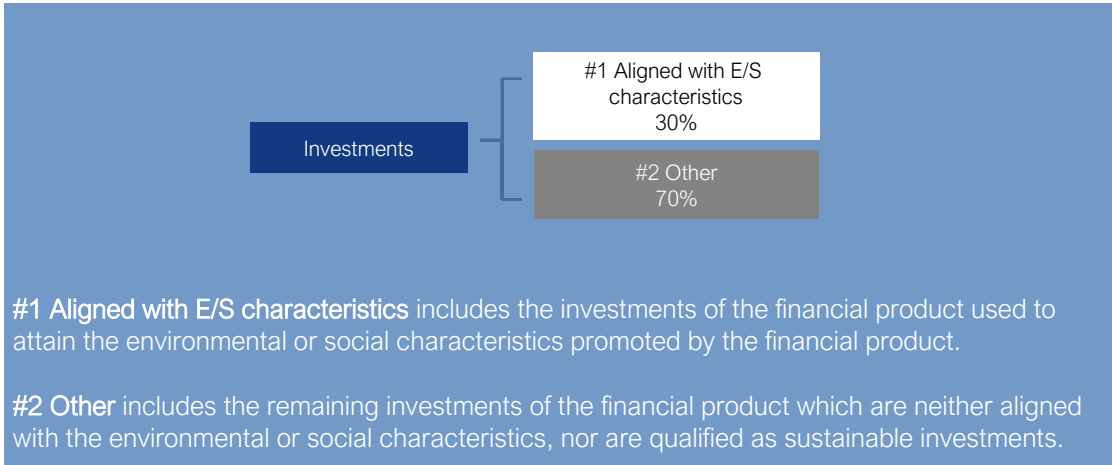 #1 Aligned with E/S
characteristics
30%
Investments
#2 Other
70%
#1 Aligned with E/S characteristics includes the investments of the financial product used to
attain the environmental or social characteristics promoted by the financial product.
#2 Other includes the remaining investments of the financial product which are neither aligned
with the environmental or social characteristics, nor are qualified as sustainable investments.